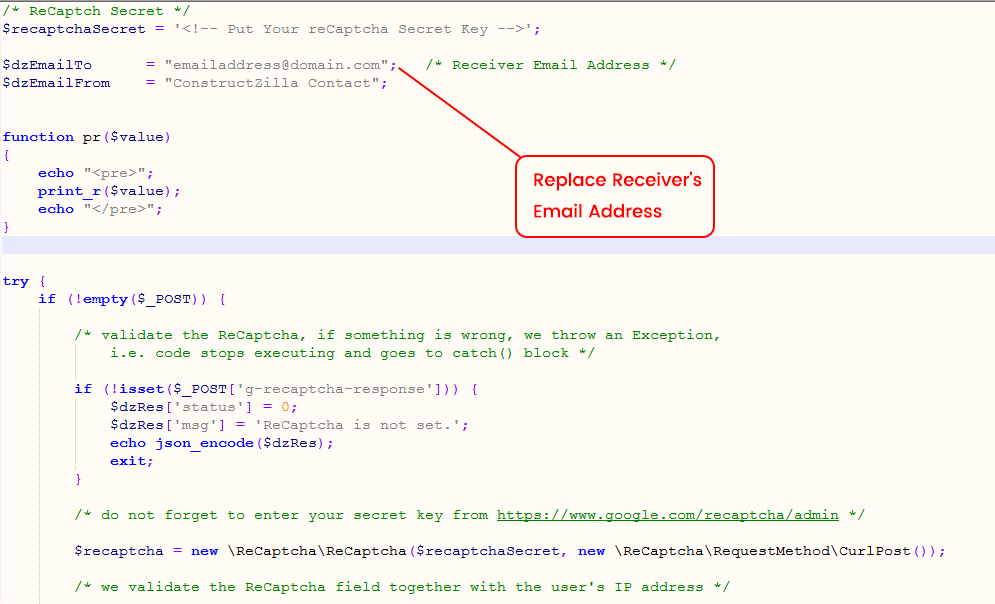 /* ReCaptch Secret */
$recaptchaSecret = '<!-- Put Your reCaptcha Secret Key -->';
$dzEmailTo      = "emailaddress@domain.com";   /* Receiver Email Address */
$dzEmailFrom    = "ConstructZilla Contact";
function pr($value)
{
    echo "<pre>";
    print_r($value);
    echo "</pre>";
}
Replace Receiver's
Email Address
try {
    if (!empty($_POST)) {
        /* validate the ReCaptcha, if something is wrong, we throw an Exception,
            i.e. code stops executing and goes to catch() block */
        if (!isset($_POST['g-recaptcha-response'])) {
            $dzRes['status'] = 0;
            $dzRes['msg'] = 'ReCaptcha is not set.';
            echo json_encode($dzRes);
            exit;
        }
        /* do not forget to enter your secret key from https://www.google.com/recaptcha/admin */
        $recaptcha = new \ReCaptcha\ReCaptcha($recaptchaSecret, new \ReCaptcha\RequestMethod\CurlPost());
        /* we validate the ReCaptcha field together with the user's IP address */